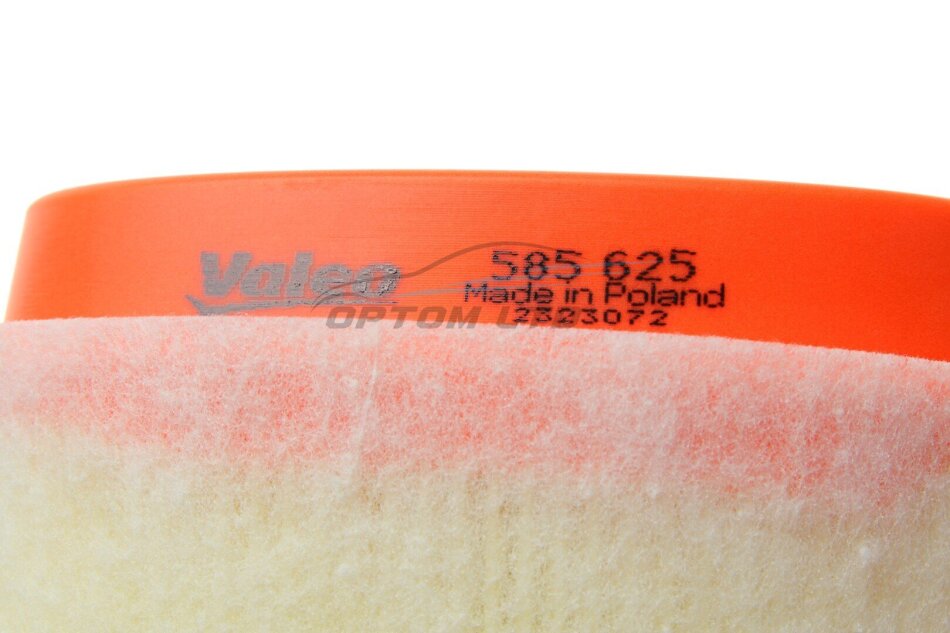 Valeo
585 625
Made in Poland
2323072
OPTOM